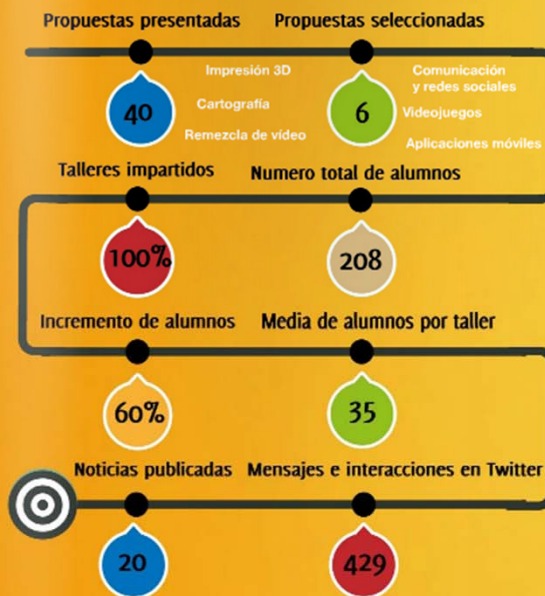 Propuestas presentadas
Propuestas seleccionadas
Impresión 3D
Comunicación
y redes sociales
40
Cartografía
6
Videojuegos
Remezcla de vídeo
Aplicaciones móviles
Talleres impartidos
Numero total de alumnos
100%
208
Incremento de alumnos
Media de alumnos por taller
60%
35
Noticias publicadas
Mensajes e interacciones en Twitter
20
429